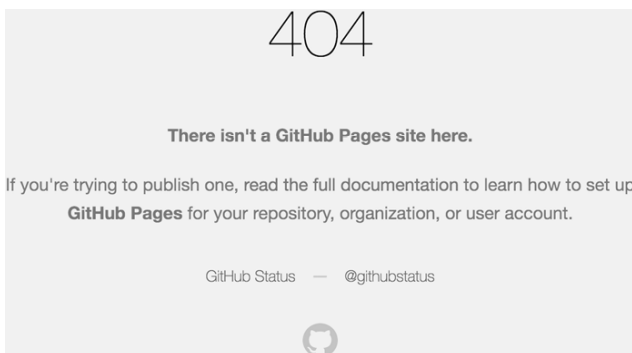 404
There isn't a GitHub Pages site here.
If you're trying to publish one, read the full documentation to learn how to set up
GitHub Pages for your repository, organization, or user account.
GitHub Status — @githubstatus